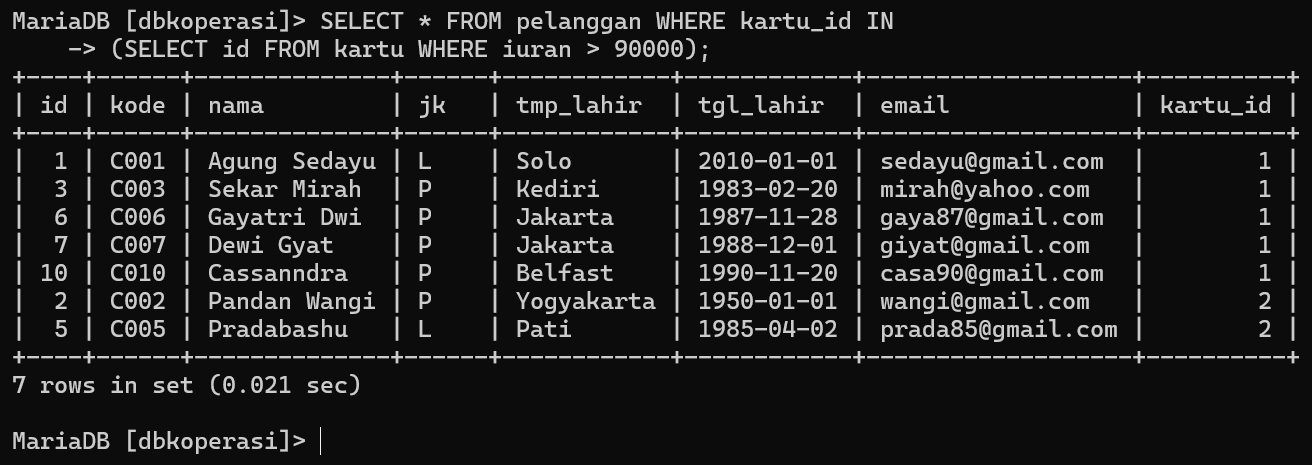 MariaDB [dbkoperasi]> SELECT * FROM pelanggan WHERE kartu_id IN
    -> (SELECT id FROM kartu WHERE iuran > 90000);
+----+------+--------------+------+------------+------------+-------------------+----------+
| id | kode | nama         | jk   | tmp_lahir  | tgl_lahir  | email             | kartu_id |
+----+------+--------------+------+------------+------------+-------------------+----------+
|  1 | C001 | Agung Sedayu | L    | Solo       | 2010-01-01 | sedayu@gmail.com  |        1 |
|  3 | C003 | Sekar Mirah  | P    | Kediri     | 1983-02-20 | mirah@yahoo.com   |        1 |
|  6 | C006 | Gayatri Dwi  | P    | Jakarta    | 1987-11-28 | gaya87@gmail.com  |        1 |
|  7 | C007 | Dewi Gyat    | P    | Jakarta    | 1988-12-01 | giyat@gmail.com   |        1 |
| 10 | C010 | Cassanndra   | P    | Belfast    | 1990-11-20 | casa90@gmail.com  |        1 |
|  2 | C002 | Pandan Wangi | P    | Yogyakarta | 1950-01-01 | wangi@gmail.com   |        2 |
|  5 | C005 | Pradabashu   | L    | Pati       | 1985-04-02 | prada85@gmail.com |        2 |
+----+------+--------------+------+------------+------------+-------------------+----------+
7 rows in set (0.021 sec)
MariaDB [dbkoperasi]>